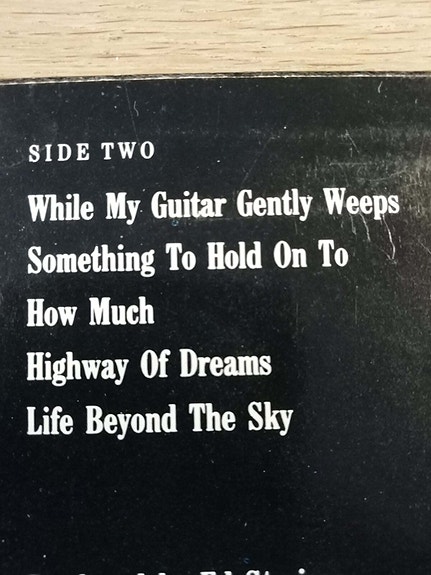 SIDE TWO
While My Guitar Gently Weeps
Something To Hold On To
How Much
Highway Of Dreams
Life Beyond The Sky